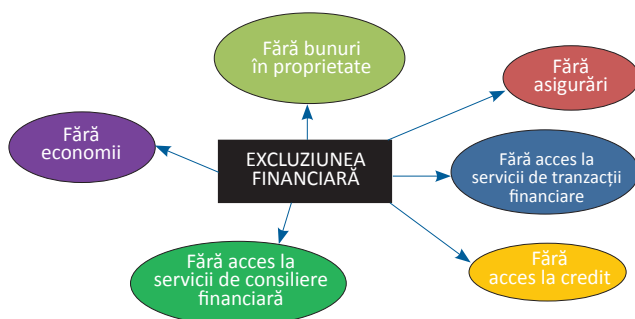 Fără bunuri
în proprietate
Fără
asigurări
Fără
economii
EXCLUZIUNEA
FINANCIARĂ
Fără acces la
servicii de tranzacții
financiare
Fără acces la
servicii de consiliere
financiară
Fără
acces la credit